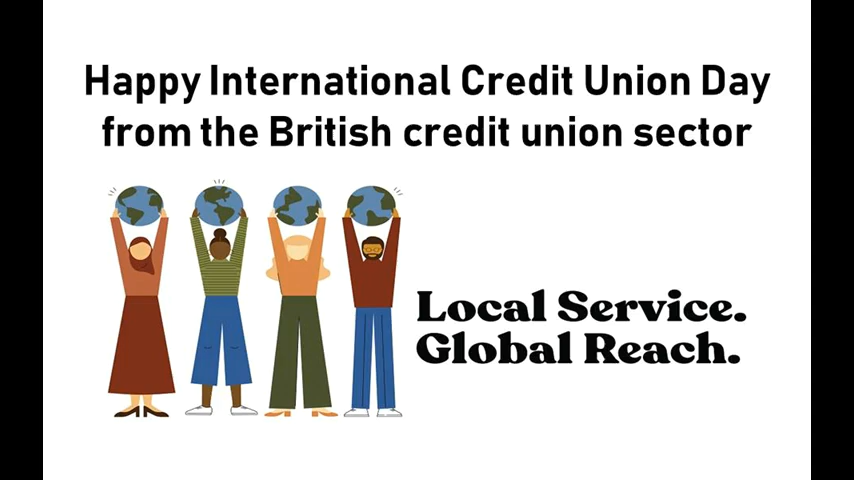 Happy International Credit Union Day
from the British credit union sector
Local Service.
Global Reach.